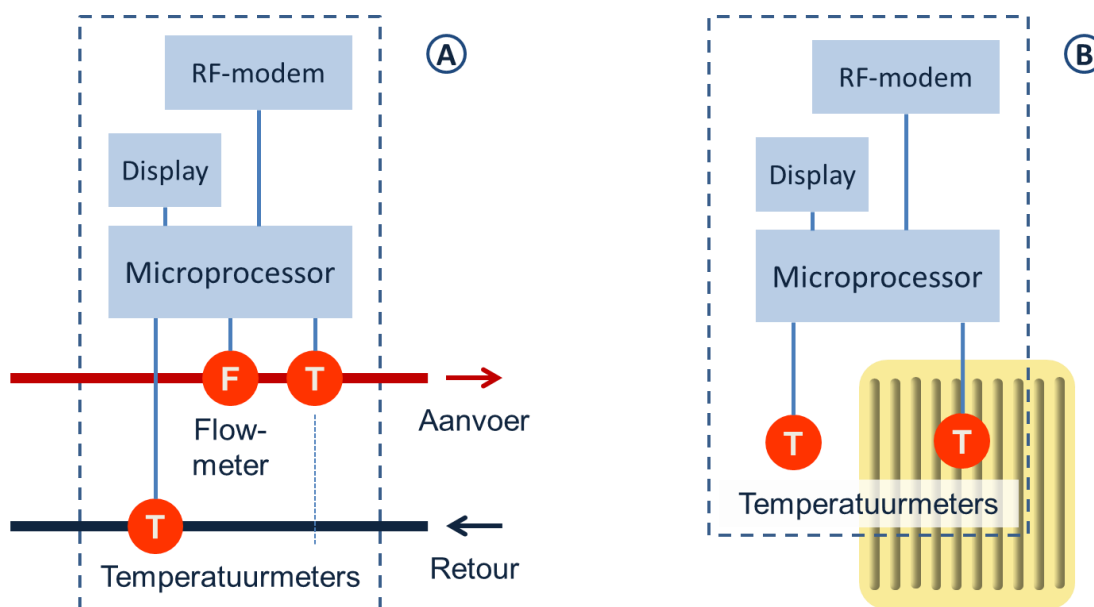 A
RF-modem
Display
Microprocessor
F
T
Flow-
meter
Aanvoer
T
Temperatuurmeters
Retour
B
RF-modem
Display
Microprocessor
T
T
Temperatuurmeters